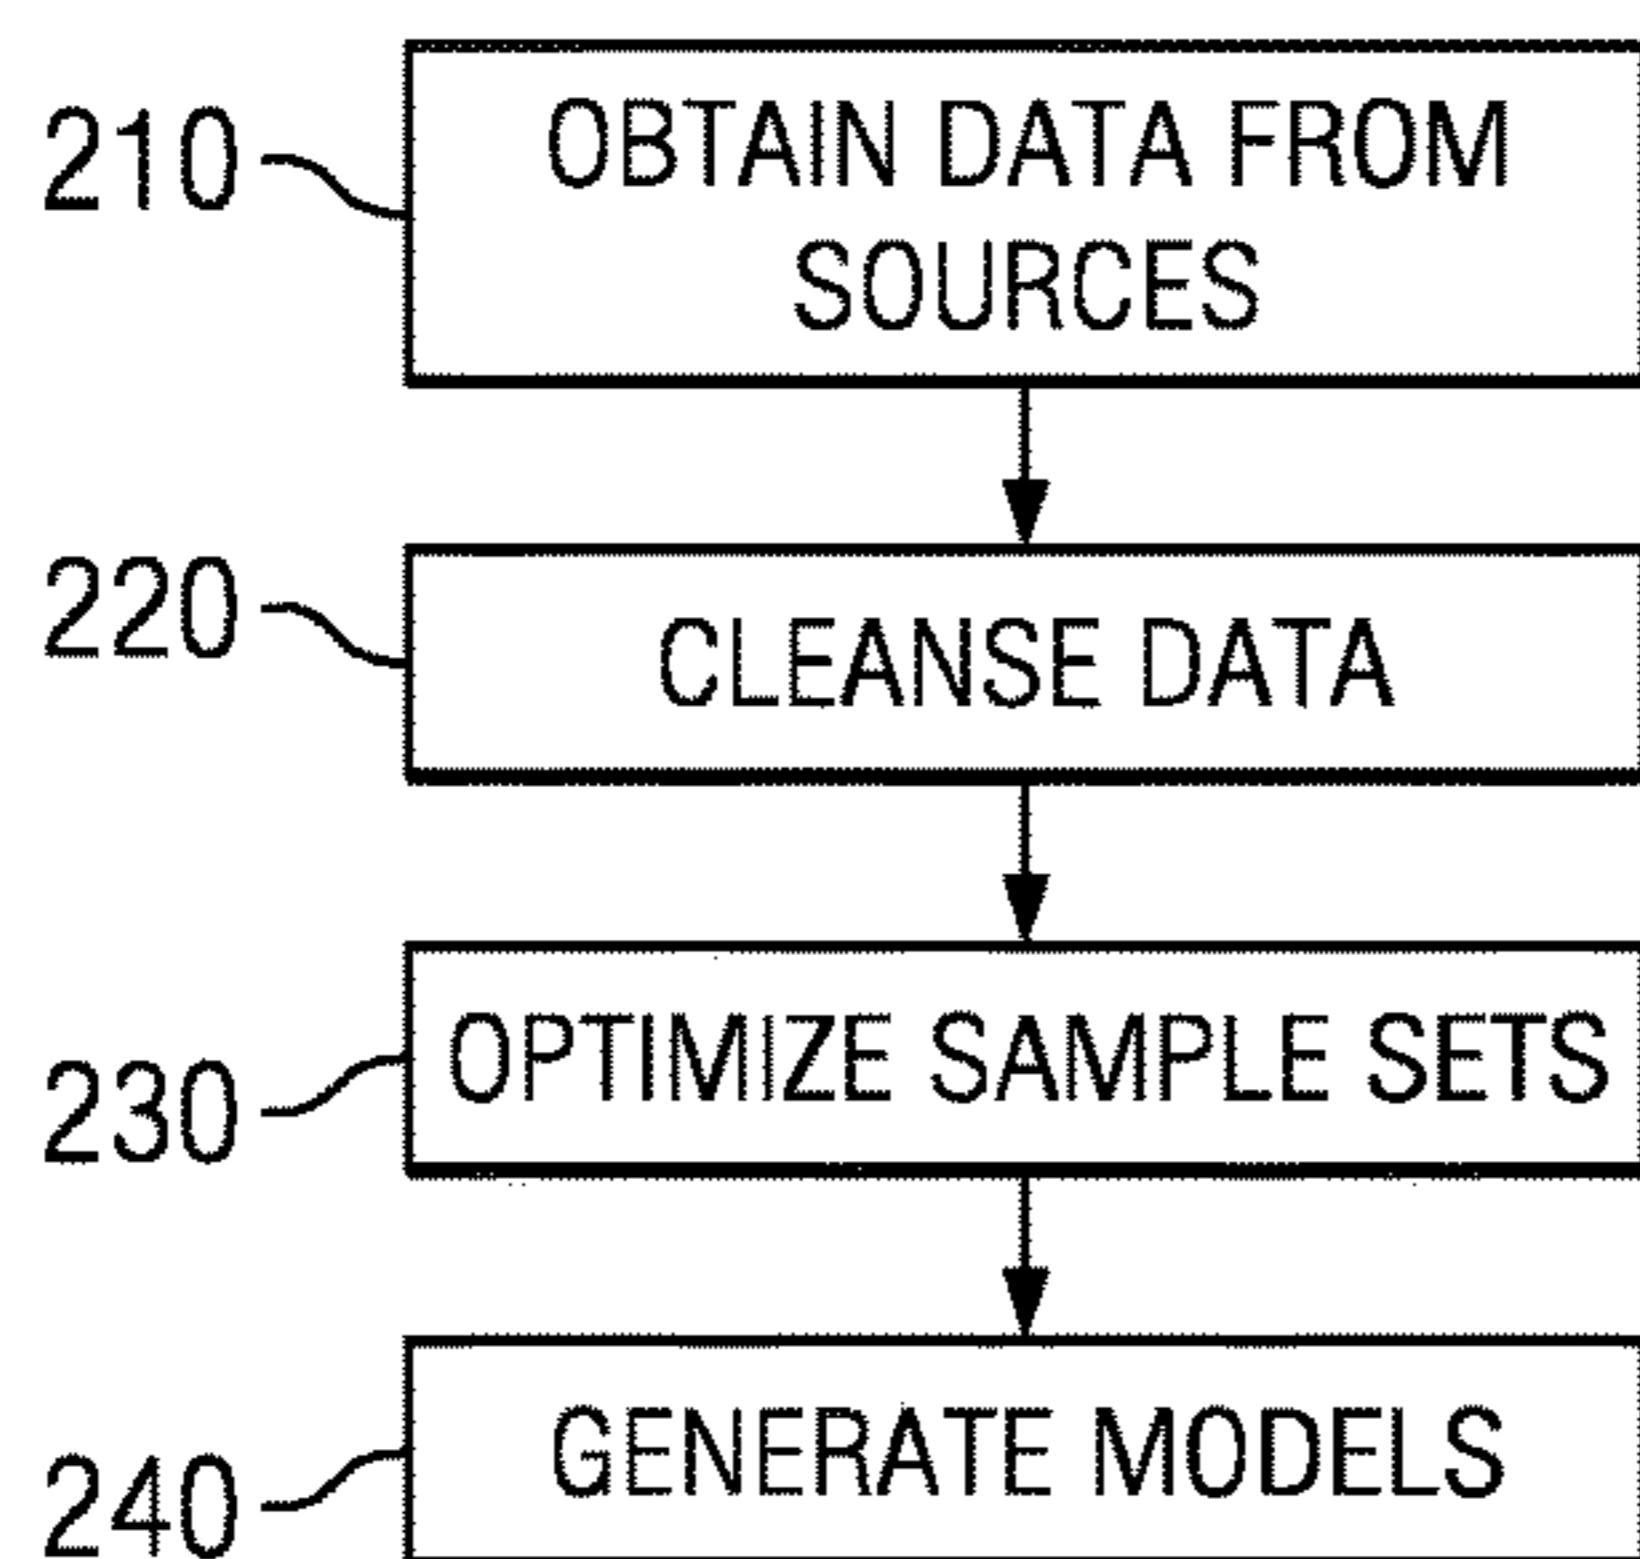 210
OBTAIN DATA FROM
SOURCES
220
CLEANSE DATA
230
OPTIMIZE SAMPLE SETS
240
GENERATE MODELS